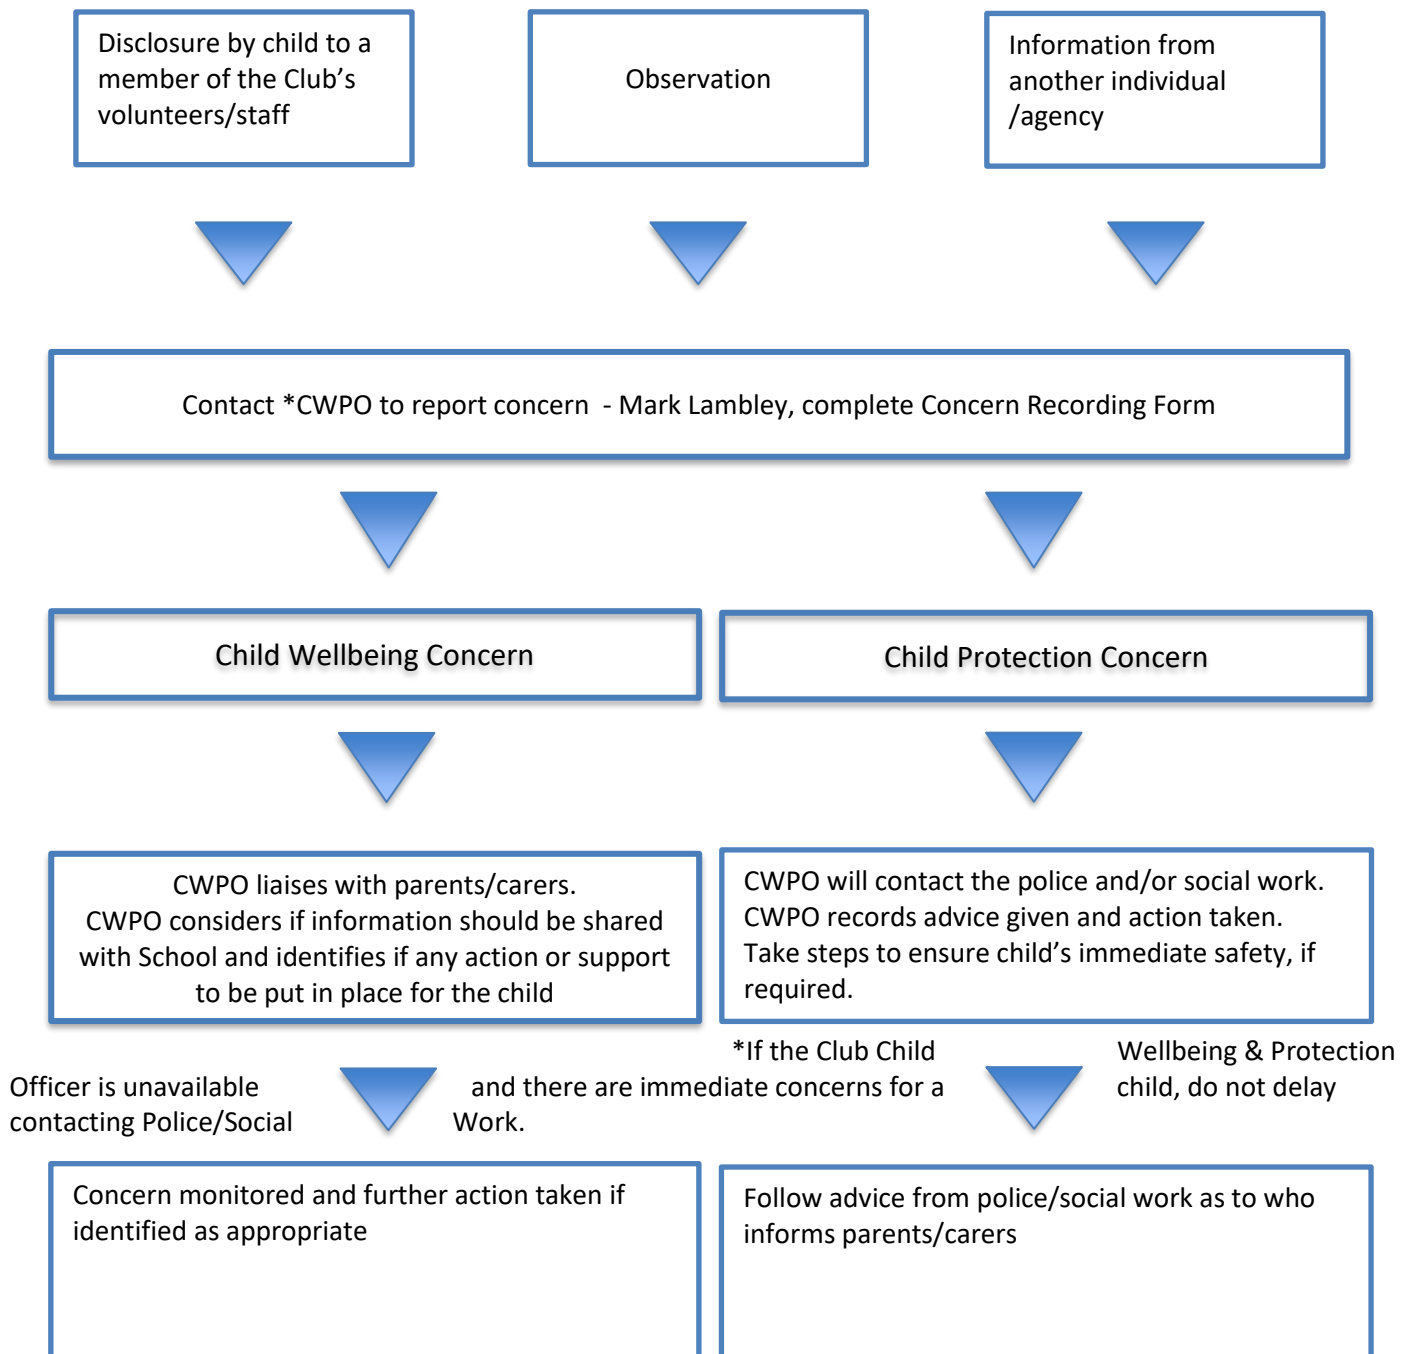 Disclosure by child to a
member of the Club’s
volunteers/staff
Observation
Information from
another individual
/agency
Contact *CWPO to report concern  - Mark Lambley, complete Concern Recording Form
Child Wellbeing Concern
Child Protection Concern
CWPO liaises with parents/carers.
CWPO considers if information should be shared
with School and identifies if any action or support
to be put in place for the child
CWPO will contact the police and/or social work.
CWPO records advice given and action taken.
Take steps to ensure child’s immediate safety, if
required.
*If the Club Child Wellbeing & Protection
Officer is unavailable and there are immediate concerns for a child, do not delay
contacting Police/Social Work.
Concern monitored and further action taken if
identified as appropriate
Follow advice from police/social work as to who
informs parents/carers